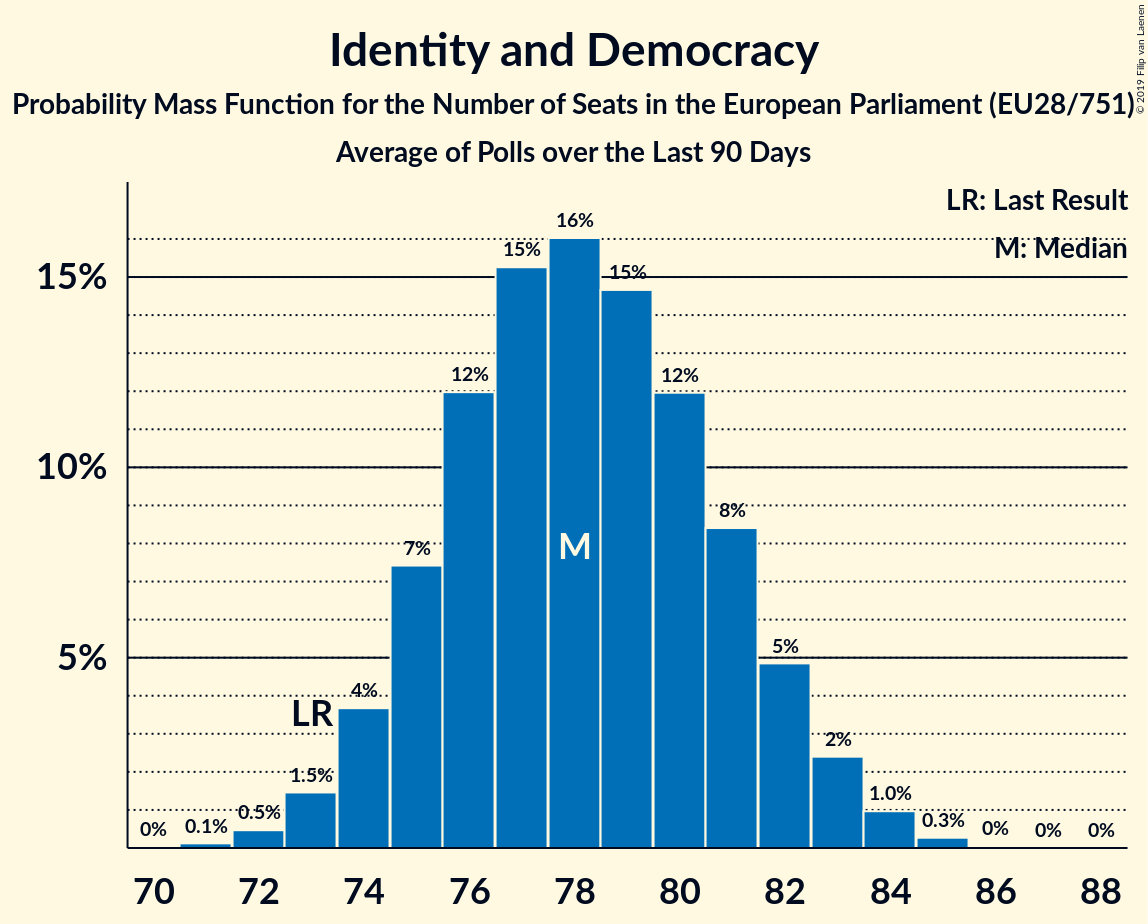 Identity and Democracy
Probability Mass Function for the Number of Seats in the European Parliament (EU28/751)
Average of Polls over the Last 90 Days
© 2019 Filip van Laenen
LR: Last Result
M: Median
15%
10%
5%
0%
0.1%
0.5%
1.5%
LR
4%
7%
12%
15%
16%
M
15%
12%
8%
5%
2%
1.0%
0.3%
0%
0%
0%
70 72 74 76 78 80 82 84 86 88